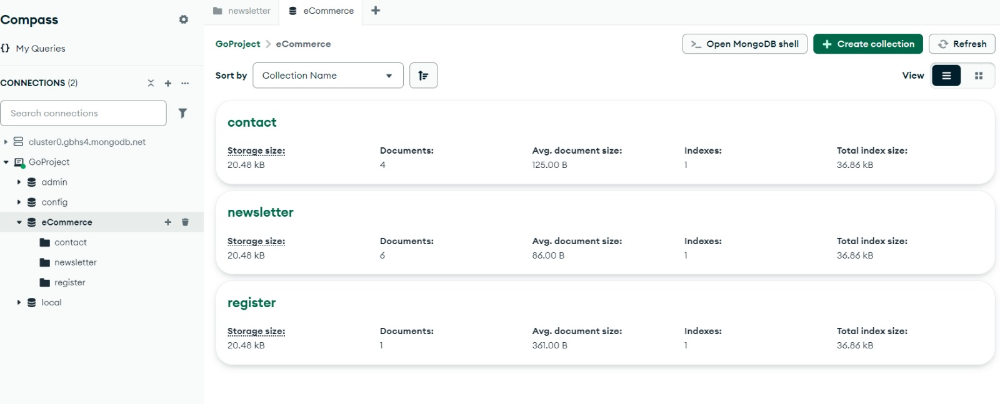 Compass
{} My Queries
CONNECTIONS (2)
Search connections
cluster0.gbhs4.mongodb.net
GoProject
admin
config
eCommerce
contact
newsletter
register
local
newsletter
eCommerce
GoProject > eCommerce
>_ Open MongoDB shell
+ Create collection
Refresh
Sort by
Collection Name
View
contact
Storage size: Documents: Avg. document size: Indexes: Total index size:
20.48 kB 4 125.00 B 1 36.86 kB
newsletter
Storage size: Documents: Avg. document size: Indexes: Total index size:
20.48 kB 6 86.00 B 1 36.86 kB
register
Storage size: Documents: Avg. document size: Indexes: Total index size:
20.48 kB 1 361.00 B 1 36.86 kB